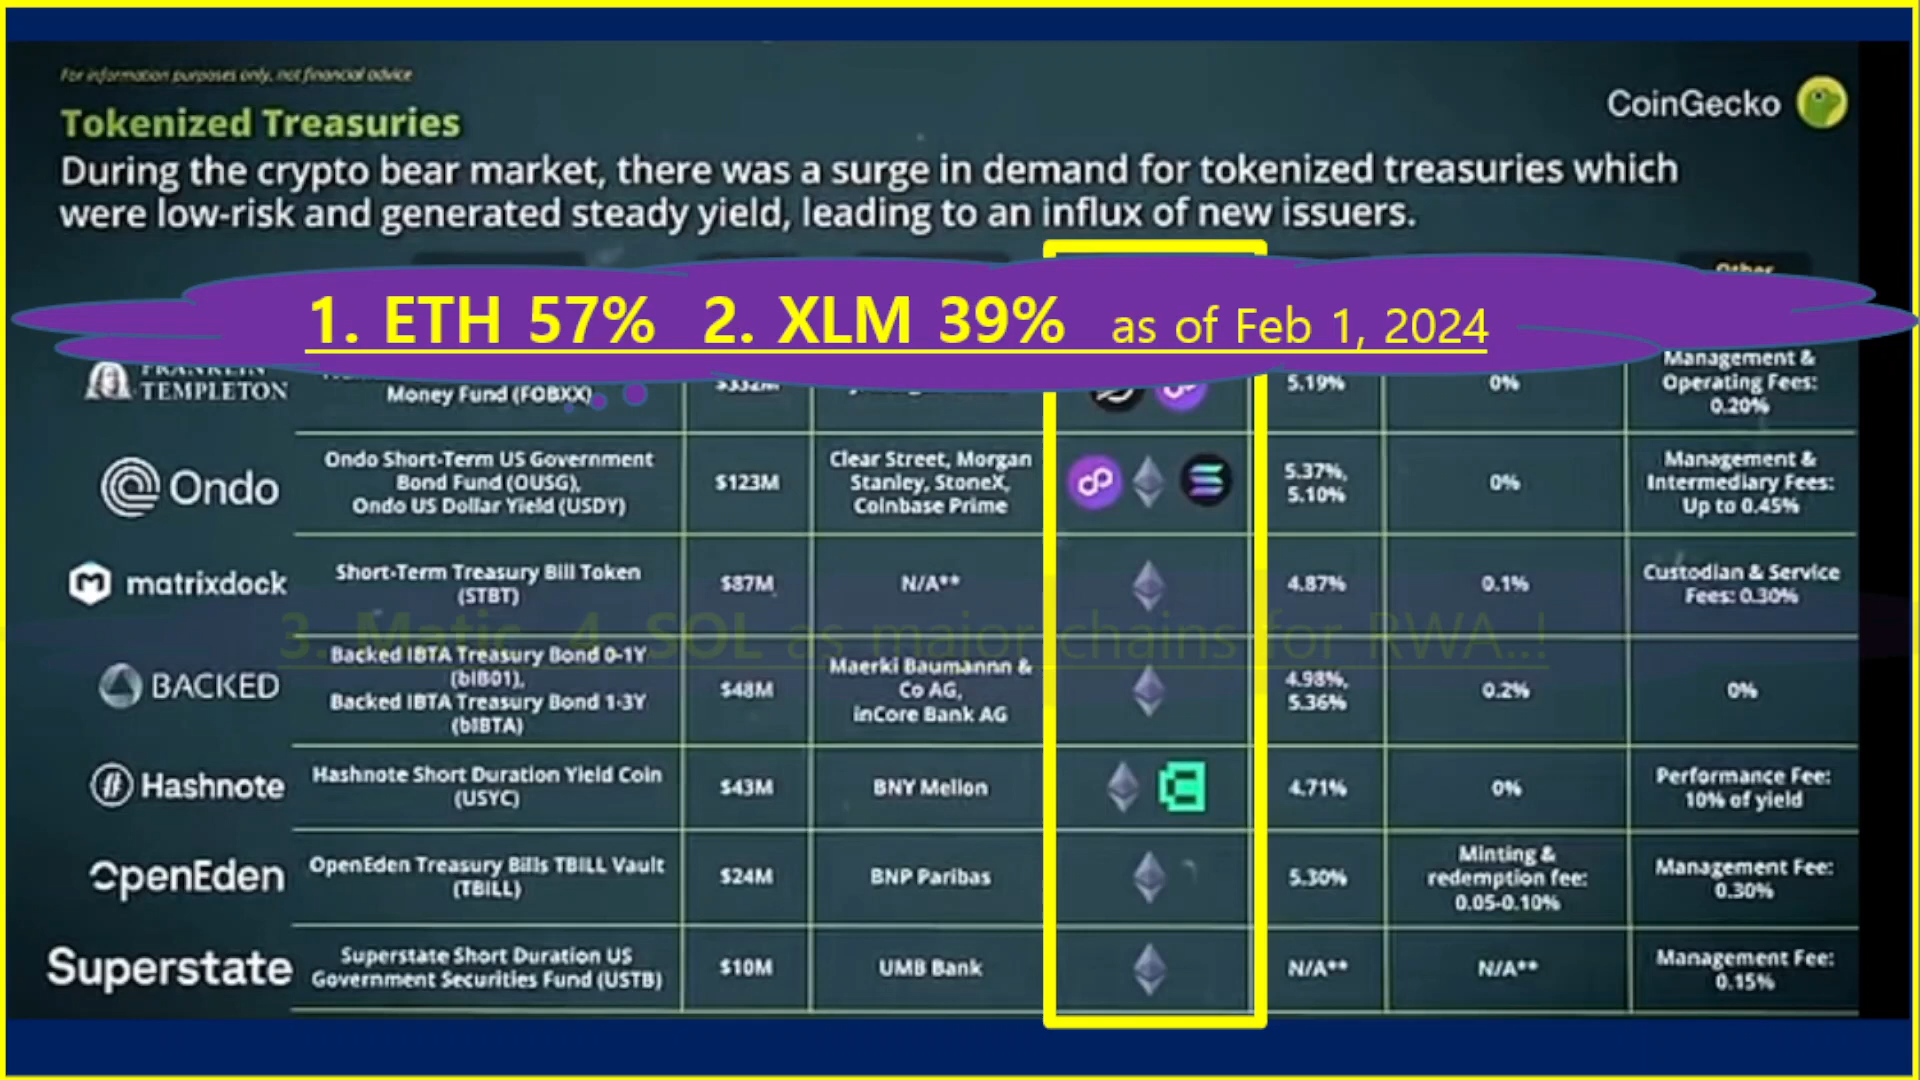 For information purposes only, not financial advice
CoinGecko
Tokenized Treasuries
During the crypto bear market, there was a surge in demand for tokenized treasuries which
were low-risk and generated steady yield, leading to an influx of new issuers.
Other
1. ETH 57% 2. XLM 39% as of Feb 1, 2024
FRANKLIN
TEMPLETON
Money Fund (FOBXX)
$332M
5.19%
0%
Management &
Operating Fees:
0.20%
Ondo
Ondo Short-Term US Government
Bond Fund (OUSG),
Ondo US Dollar Yield (USDY)
$123M
Clear Street, Morgan
Stanley, StoneX,
Coinbase Prime
5.37%,
5.10%
0%
Management &
Intermediary Fees:
Up to 0.45%
matrixdock
Short-Term Treasury Bill Token
(STBT)
$87M
N/A**
4.87%
0.1%
Custodian & Service
Fees: 0.30%
3. Matic 4. SOL as major chains for RWA..!
BACKED
Backed IBTA Treasury Bond 0-1Y
(bIB01),
Backed IBTA Treasury Bond 1-3Y
(bIBTA)
$48M
Maerki Baumannn &
Co AG,
inCore Bank AG
4.98%,
5.36%
0.2%
0%
Hashnote
Hashnote Short Duration Yield Coin
(USYC)
$43M
BNY Mellon
4.71%
0%
Performance Fee:
10% of yield
OpenEden
OpenEden Treasury Bills TBILL Vault
(TBILL)
$24M
BNP Paribas
5.30%
Minting &
redemption fee:
0.05-0.10%
Management Fee:
0.30%
Superstate
Superstate Short Duration US
Government Securities Fund (USTB)
$10M
UMB Bank
N/A**
N/A**
Management Fee:
0.15%